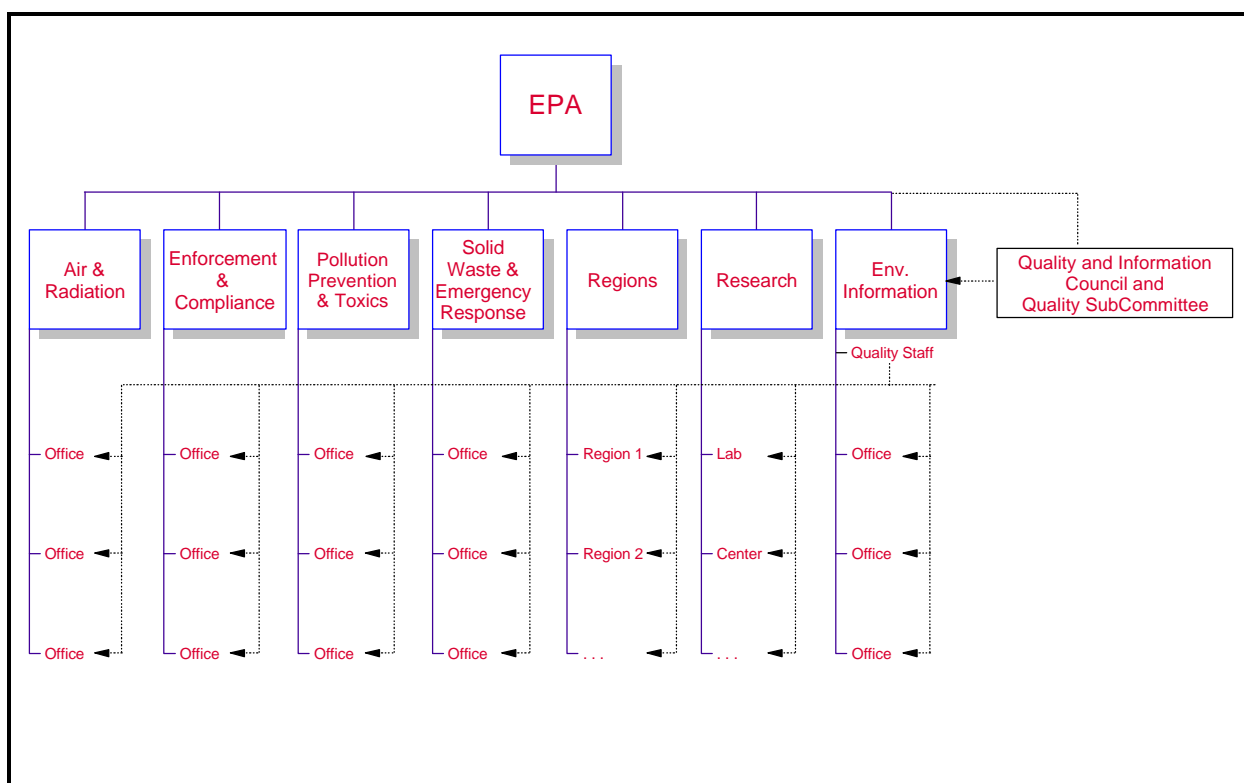 EPA
Air &
Radiation
Enforcement
&
Compliance
Pollution
Prevention
& Toxics
Solid
Waste &
Emergency
Response
Regions
Research
Env.
Information
Quality and Information
Council and
Quality SubCommittee
Quality Staff
Office
Office
Office
Office
Region 1
Lab
Office
Office
Office
Office
Office
Region 2
Center
Office
Office
Office
Office
Office
. . .
. . .
Office